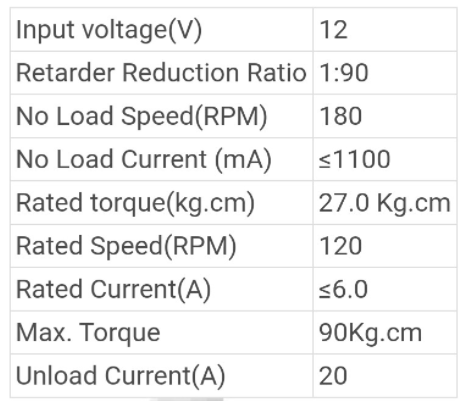 Input voltage(V) 12
Retarder Reduction Ratio 1:90
No Load Speed(RPM) 180
No Load Current (mA) ≤1100
Rated torque(kg.cm) 27.0 Kg.cm
Rated Speed(RPM) 120
Rated Current(A) ≤6.0
Max. Torque 90Kg.cm
Unload Current(A) 20